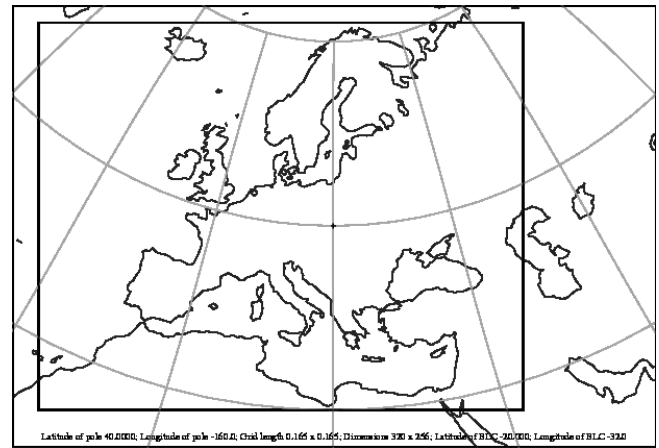 Latitude of pole 40.0000; Longitude of pole -160.0; Grid length 0.165 x 0.165; Dimensions 320 x 256; Latitude of BLC -20.000; Longitude of BLC -32.0